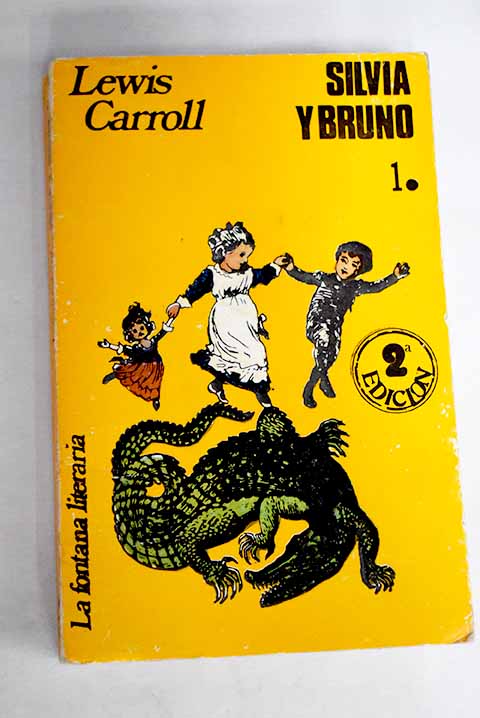 Lewis
Carroll
SILVIA
Y BRUNO
1.
2ª
EDICION
La fontana literaria